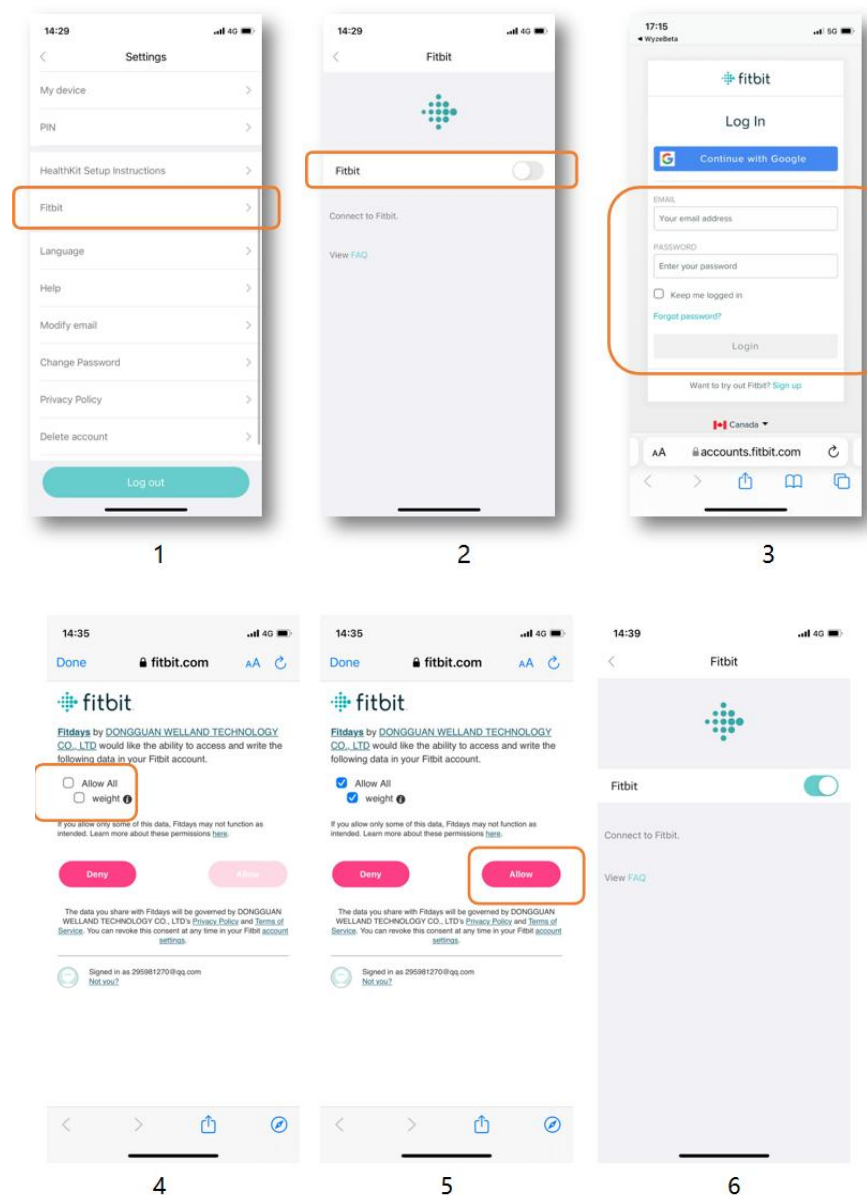 14:29
4G
Settings
My device
PIN
HealthKit Setup Instructions
Fitbit
Language
Help
Modify email
Change Password
Privacy Policy
Delete account
Log out
1
14:29
4G
Fitbit
Fitbit
Connect to Fitbit.
View FAQ
2
17:15
5G
WyzeBeta
fitbit
Log In
G Continue with Google
EMAIL
Your email address
PASSWORD
Enter your password
Keep me logged in
Forgot password?
Login
Want to try out Fitbit? Sign up
Canada
AA accounts.fitbit.com
3
14:35
4G
Done fitbit.com AA
fitbit
Fitdays by DONGGUAN WELLAND TECHNOLOGY
CO., LTD would like the ability to access and write the
following data in your Fitbit account.
Allow All
weight i
If you allow only some of this data, Fitdays may not function as
intended. Learn more about these permissions here.
Deny Allow
The data you share with Fitdays will be governed by DONGGUAN
WELLAND TECHNOLOGY CO., LTD's Privacy Policy and Terms of
Service. You can revoke this consent at any time in your Fitbit account
settings.
Signed in as 295981270@qq.com
Not you?
4
14:35
4G
Done fitbit.com AA
fitbit
Fitdays by DONGGUAN WELLAND TECHNOLOGY
CO., LTD would like the ability to access and write the
following data in your Fitbit account.
Allow All
weight i
If you allow only some of this data, Fitdays may not function as
intended. Learn more about these permissions here.
Deny Allow
The data you share with Fitdays will be governed by DONGGUAN
WELLAND TECHNOLOGY CO., LTD's Privacy Policy and Terms of
Service. You can revoke this consent at any time in your Fitbit account
settings.
Signed in as 295981270@qq.com
Not you?
5
14:39
4G
Fitbit
Fitbit
Connect to Fitbit.
View FAQ
6